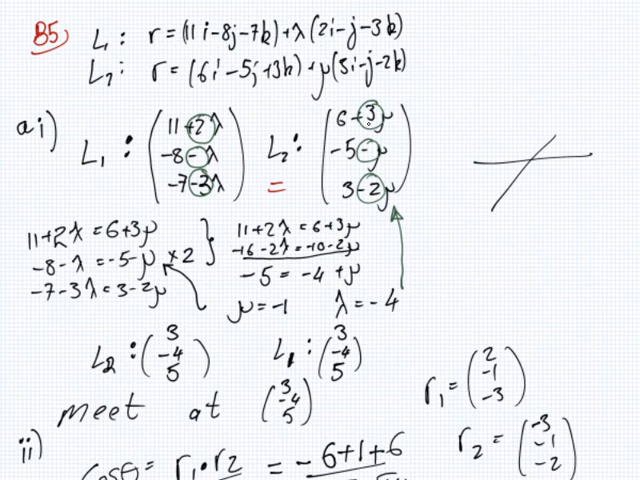 B5) L₁ : r = (11i-8j-7k)+λ(2i-j-3k)
L₂ : r = (6i-5j+3k)+μ(3i-j-2k)
ai) L₁ : (11+2λ L₂ : (6-3μ
-8-λ -5-μ
-7-3λ) = 3-2μ)
11+2λ=6+3μ } 11+2λ=6+3μ
-8-λ=-5-μ ×2 -16-2λ=-10-2μ
-7-3λ=3-2μ -5=-4+μ
μ=-1 λ=-4
L₂ : (3 L₁ : (3
-4 -4
5) 5)
meet at (3
-4
5)
r₁ = (2
-1
-3)
ii) cosθ = r₁•r₂ = -6+1+6
r₂ = (-3
-1
-2)